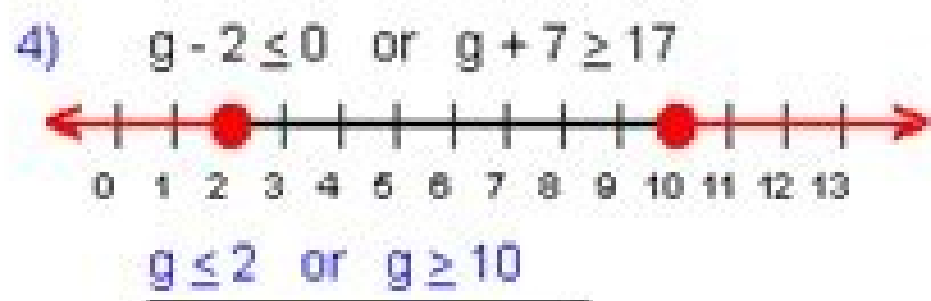 4) g - 2 ≤ 0 or g + 7 ≥ 17
0 1 2 3 4 5 6 7 8 9 10 11 12 13
g ≤ 2 or g ≥ 10